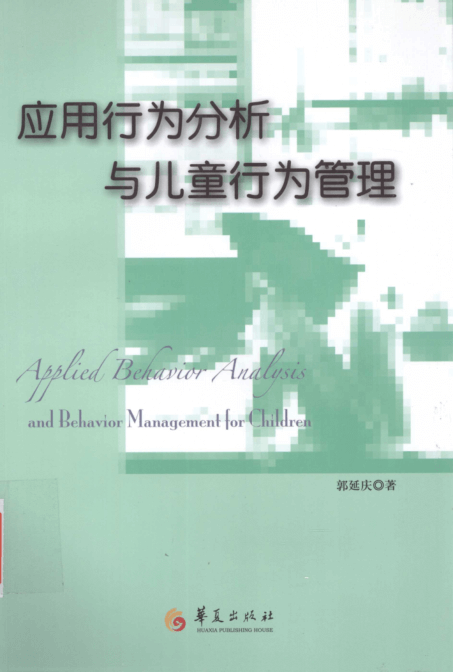 应用行为分析
与儿童行为管理
Applied Behavior Analysis
and Behavior Management for Children
郭延庆◎著
华夏出版社
HUAXIA PUBLISHING HOUSE